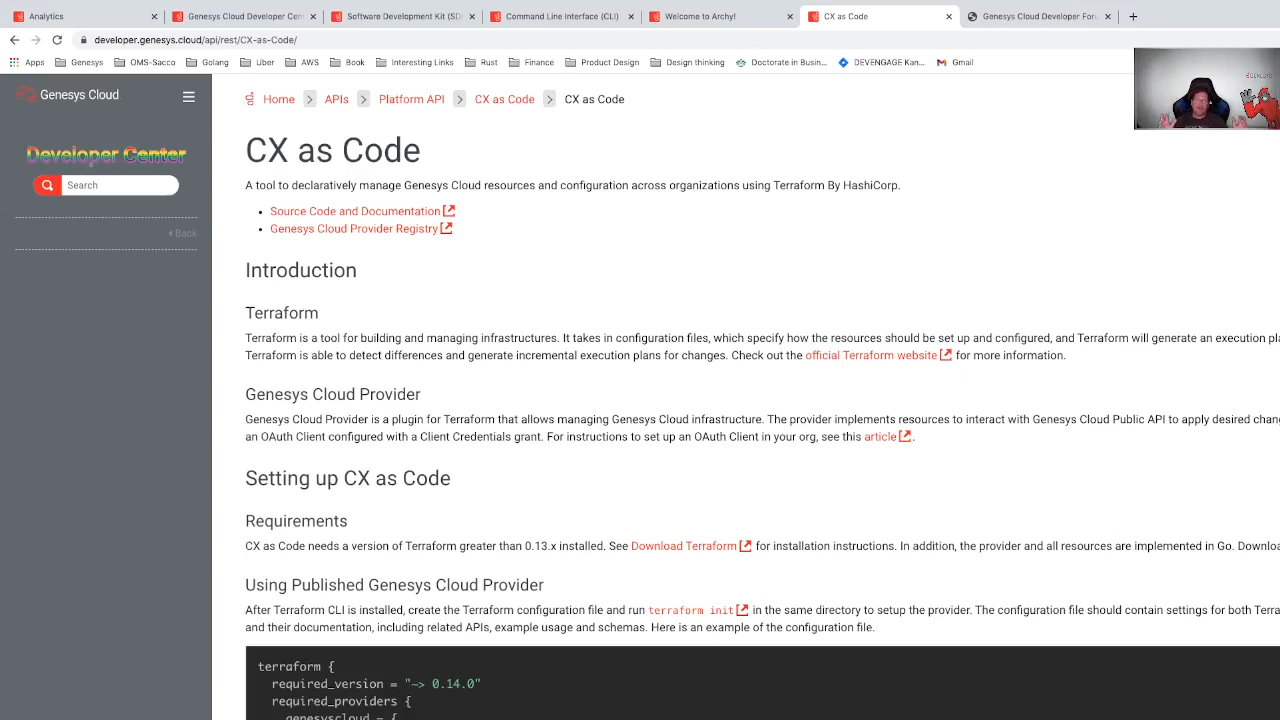 Analytics
Genesys Cloud Developer Cen
Software Development Kit (SD
Command Line Interface (CLI)
Welcome to Archy!
CX as Code
Genesys Cloud Developer Foru
developer.genesys.cloud/api/rest/CX-as-Code/
Apps
Genesys
OMS-Sacco
Golang
Uber
AWS
Book
Interesting Links
Rust
Finance
Product Design
Design thinking
Doctorate in Busin...
DEVENGAGE Kan...
Gmail
Genesys Cloud
Developer Center
Search
Back
Home > APIs > Platform API > CX as Code > CX as Code
CX as Code
A tool to declaratively manage Genesys Cloud resources and configuration across organizations using Terraform By HashiCorp.
• Source Code and Documentation
• Genesys Cloud Provider Registry
Introduction
Terraform
Terraform is a tool for building and managing infrastructures. It takes in configuration files, which specify how the resources should be set up and configured, and Terraform will generate an execution pla
Terraform is able to detect differences and generate incremental execution plans for changes. Check out the official Terraform website for more information.
Genesys Cloud Provider
Genesys Cloud Provider is a plugin for Terraform that allows managing Genesys Cloud infrastructure. The provider implements resources to interact with Genesys Cloud Public API to apply desired chang
an OAuth Client configured with a Client Credentials grant. For instructions to set up an OAuth Client in your org, see this article.
Setting up CX as Code
Requirements
CX as Code needs a version of Terraform greater than 0.13.x installed. See Download Terraform for installation instructions. In addition, the provider and all resources are implemented in Go. Downloa
Using Published Genesys Cloud Provider
After Terraform CLI is installed, create the Terraform configuration file and run terraform init in the same directory to setup the provider. The configuration file should contain settings for both Terra
and their documentation, including related APIs, example usage and schemas. Here is an example of the configuration file.
terraform {
required_version = "~> 0.14.0"
required_providers {
genesyscloud = {